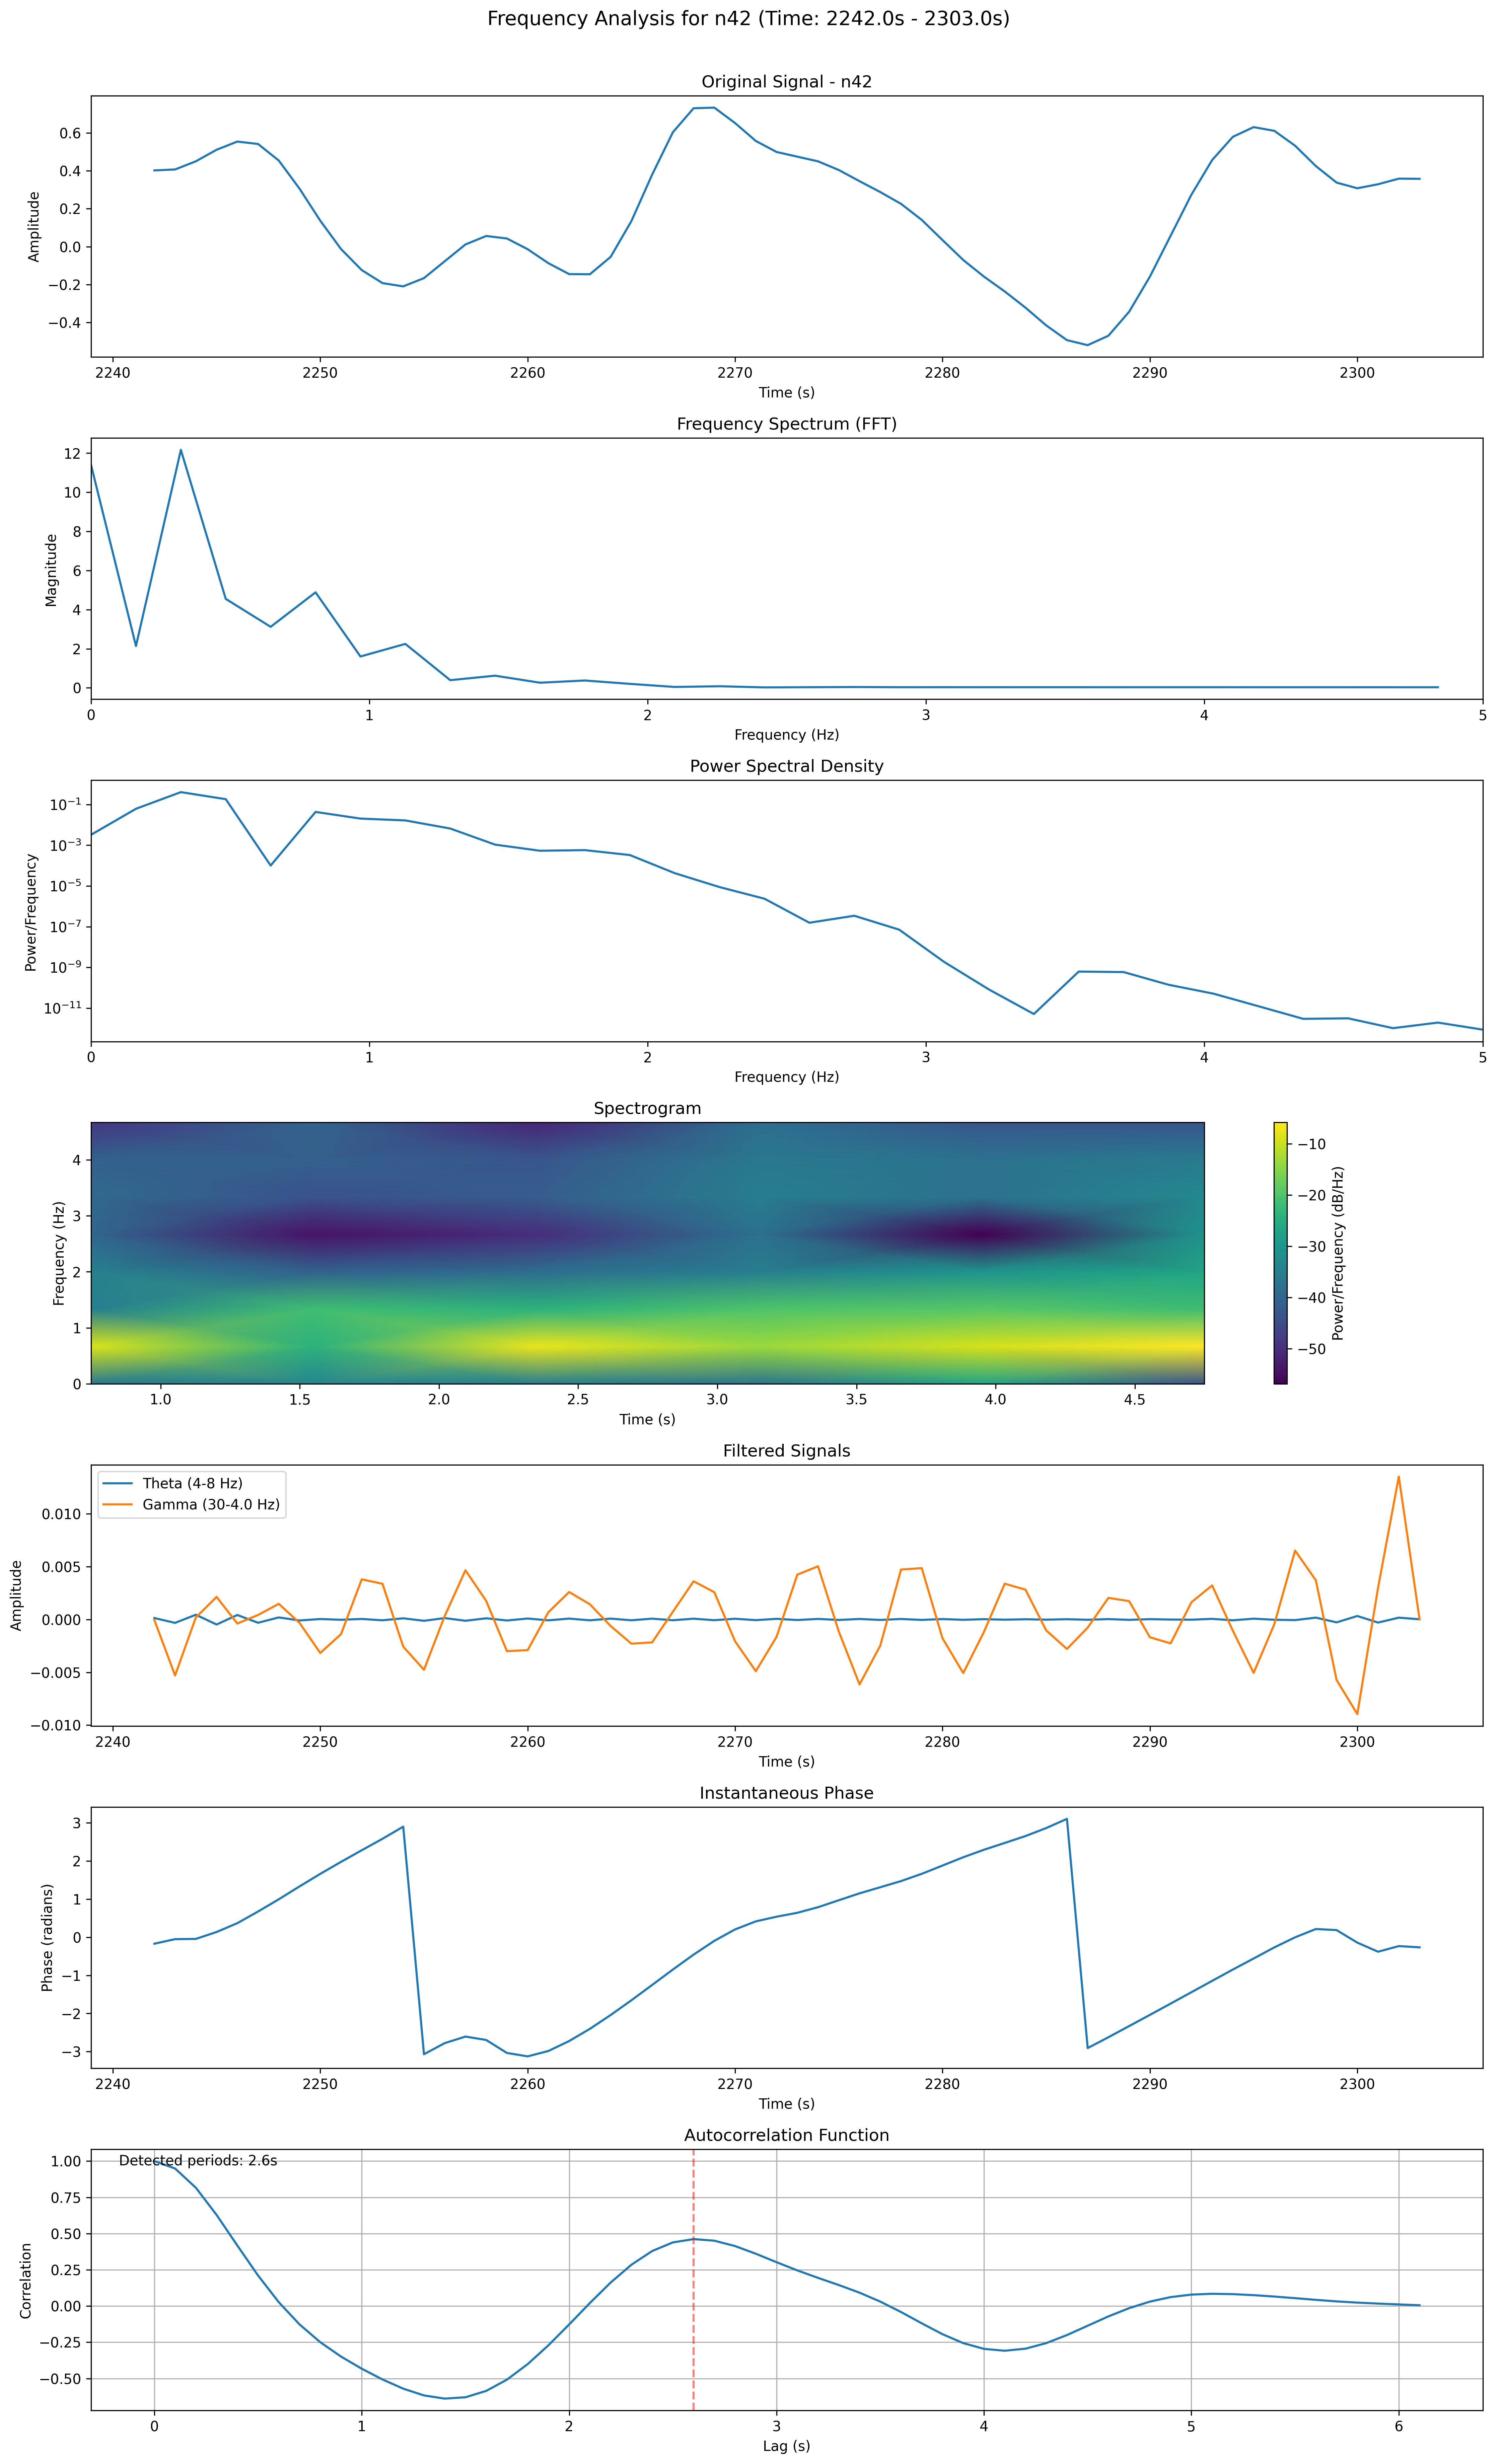 Frequency Analysis for n42 (Time: 2242.0s - 2303.0s)
Original Signal - n42
Amplitude
0.6
0.4
0.2
0.0
−0.2
−0.4
2240 2250 2260 2270 2280 2290 2300
Time (s)
Frequency Spectrum (FFT)
Magnitude
12
10
8
6
4
2
0
0 1 2 3 4 5
Frequency (Hz)
Power Spectral Density
Power/Frequency
10⁻¹
10⁻³
10⁻⁵
10⁻⁷
10⁻⁹
10⁻¹¹
0 1 2 3 4 5
Frequency (Hz)
Spectrogram
Frequency (Hz)
4
3
2
1
0
1.0 1.5 2.0 2.5 3.0 3.5 4.0 4.5
Time (s)
−10
−20
−30
−40
−50
Power/Frequency (dB/Hz)
Filtered Signals
Theta (4-8 Hz)
Gamma (30-4.0 Hz)
Amplitude
0.010
0.005
0.000
−0.005
−0.010
2240 2250 2260 2270 2280 2290 2300
Time (s)
Instantaneous Phase
Phase (radians)
3
2
1
0
−1
−2
−3
2240 2250 2260 2270 2280 2290 2300
Time (s)
Autocorrelation Function
Detected periods: 2.6s
Correlation
1.00
0.75
0.50
0.25
0.00
−0.25
−0.50
0 1 2 3 4 5 6
Lag (s)